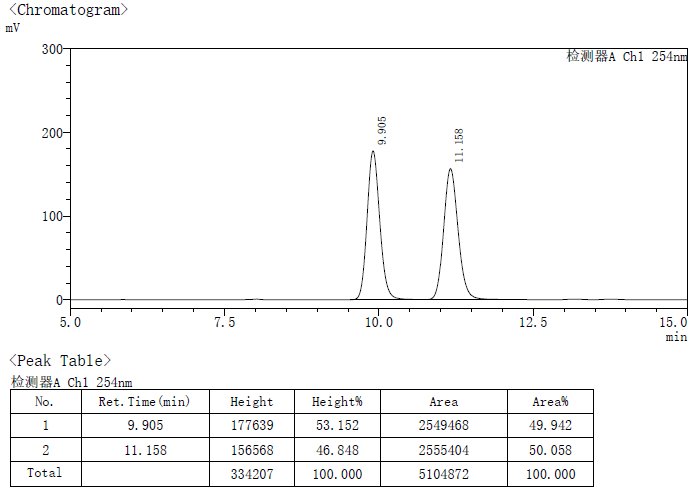 <Chromatogram>
mV
检测器A Ch1 254nm
300
200
100
0
9.905
11.158
5.0 7.5 10.0 12.5 15.0
min
<Peak Table>
检测器A Ch1 254nm
No. Ret.Time(min) Height Height% Area Area%
1 9.905 177639 53.152 2549468 49.942
2 11.158 156568 46.848 2555404 50.058
Total 334207 100.000 5104872 100.000